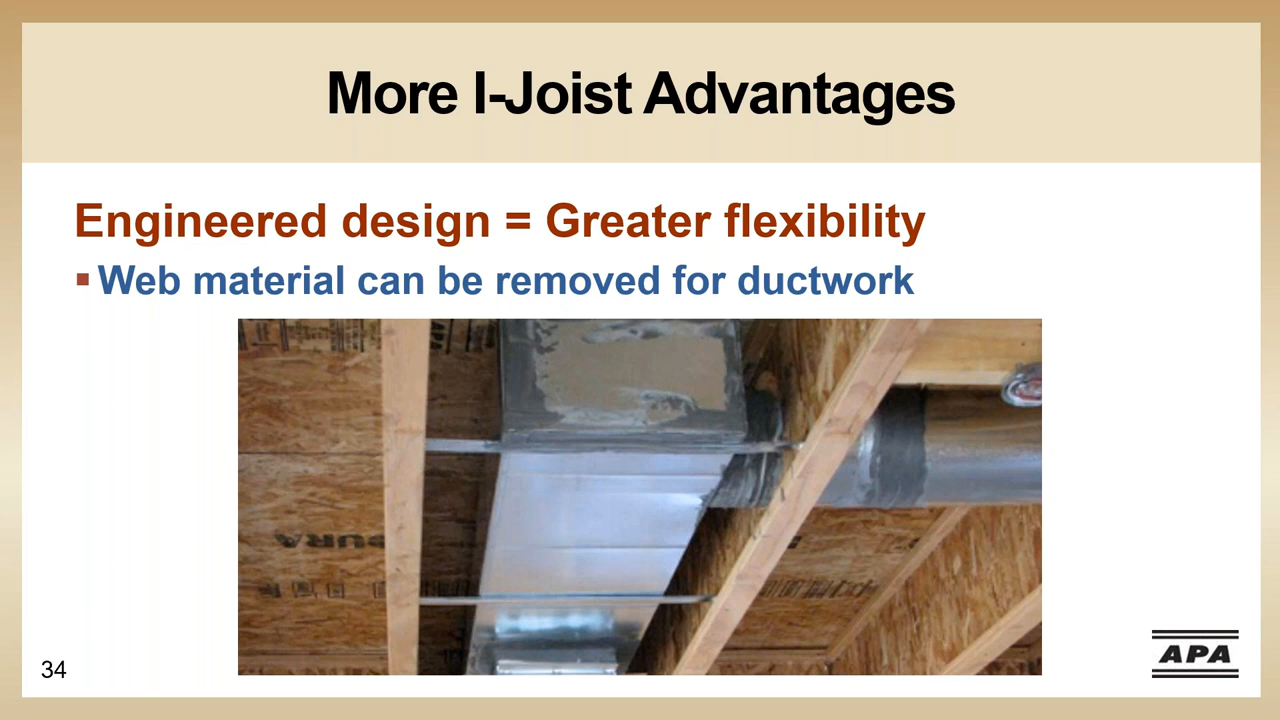 More I-Joist Advantages
Engineered design = Greater flexibility
▪ Web material can be removed for ductwork
34
APA